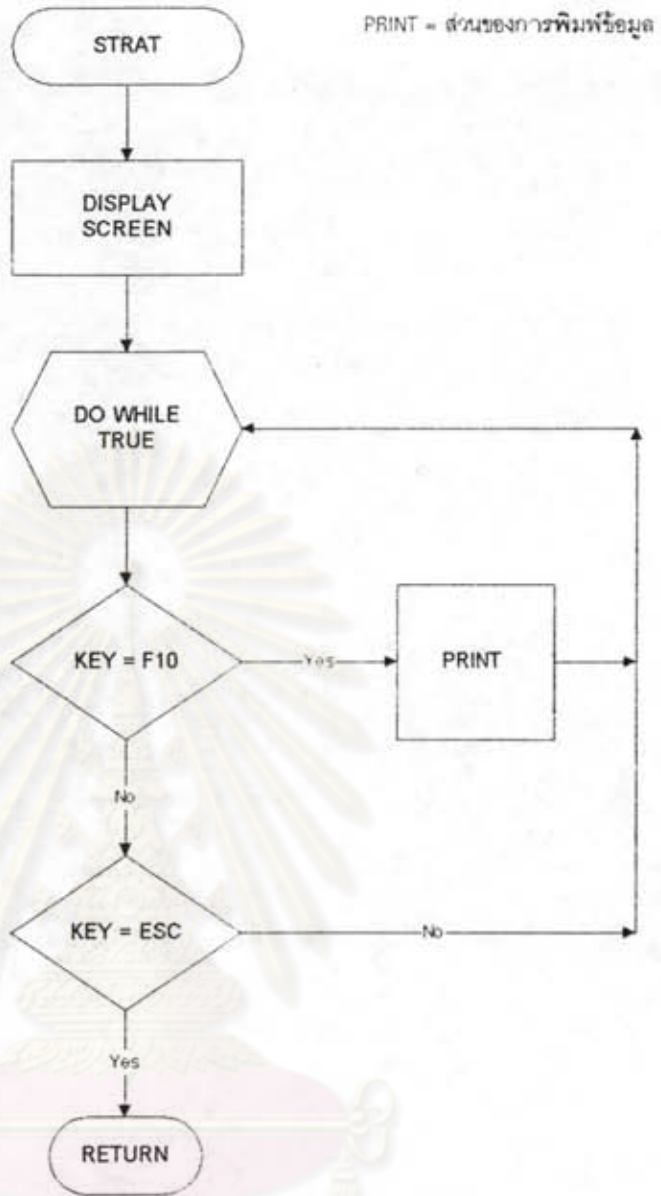 PRINT = ส่วนของการพิมพ์ข้อมูล
STRAT
DISPLAY
SCREEN
DO WHILE
TRUE
KEY = F10
Yes
PRINT
No
KEY = ESC
No
Yes
RETURN